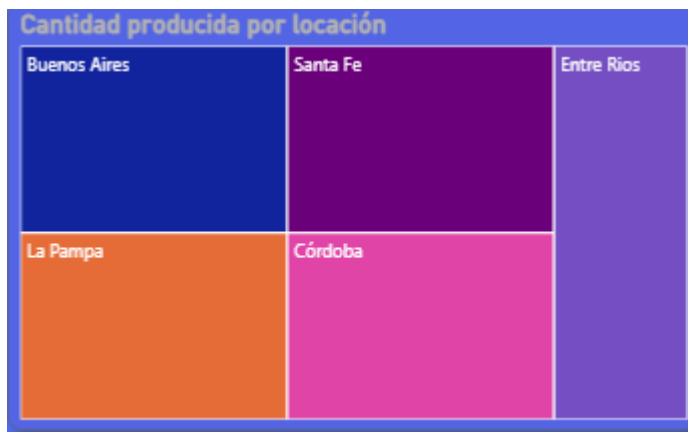 Cantidad producida por locación
Buenos Aires
Santa Fe
Entre Rios
La Pampa
Córdoba